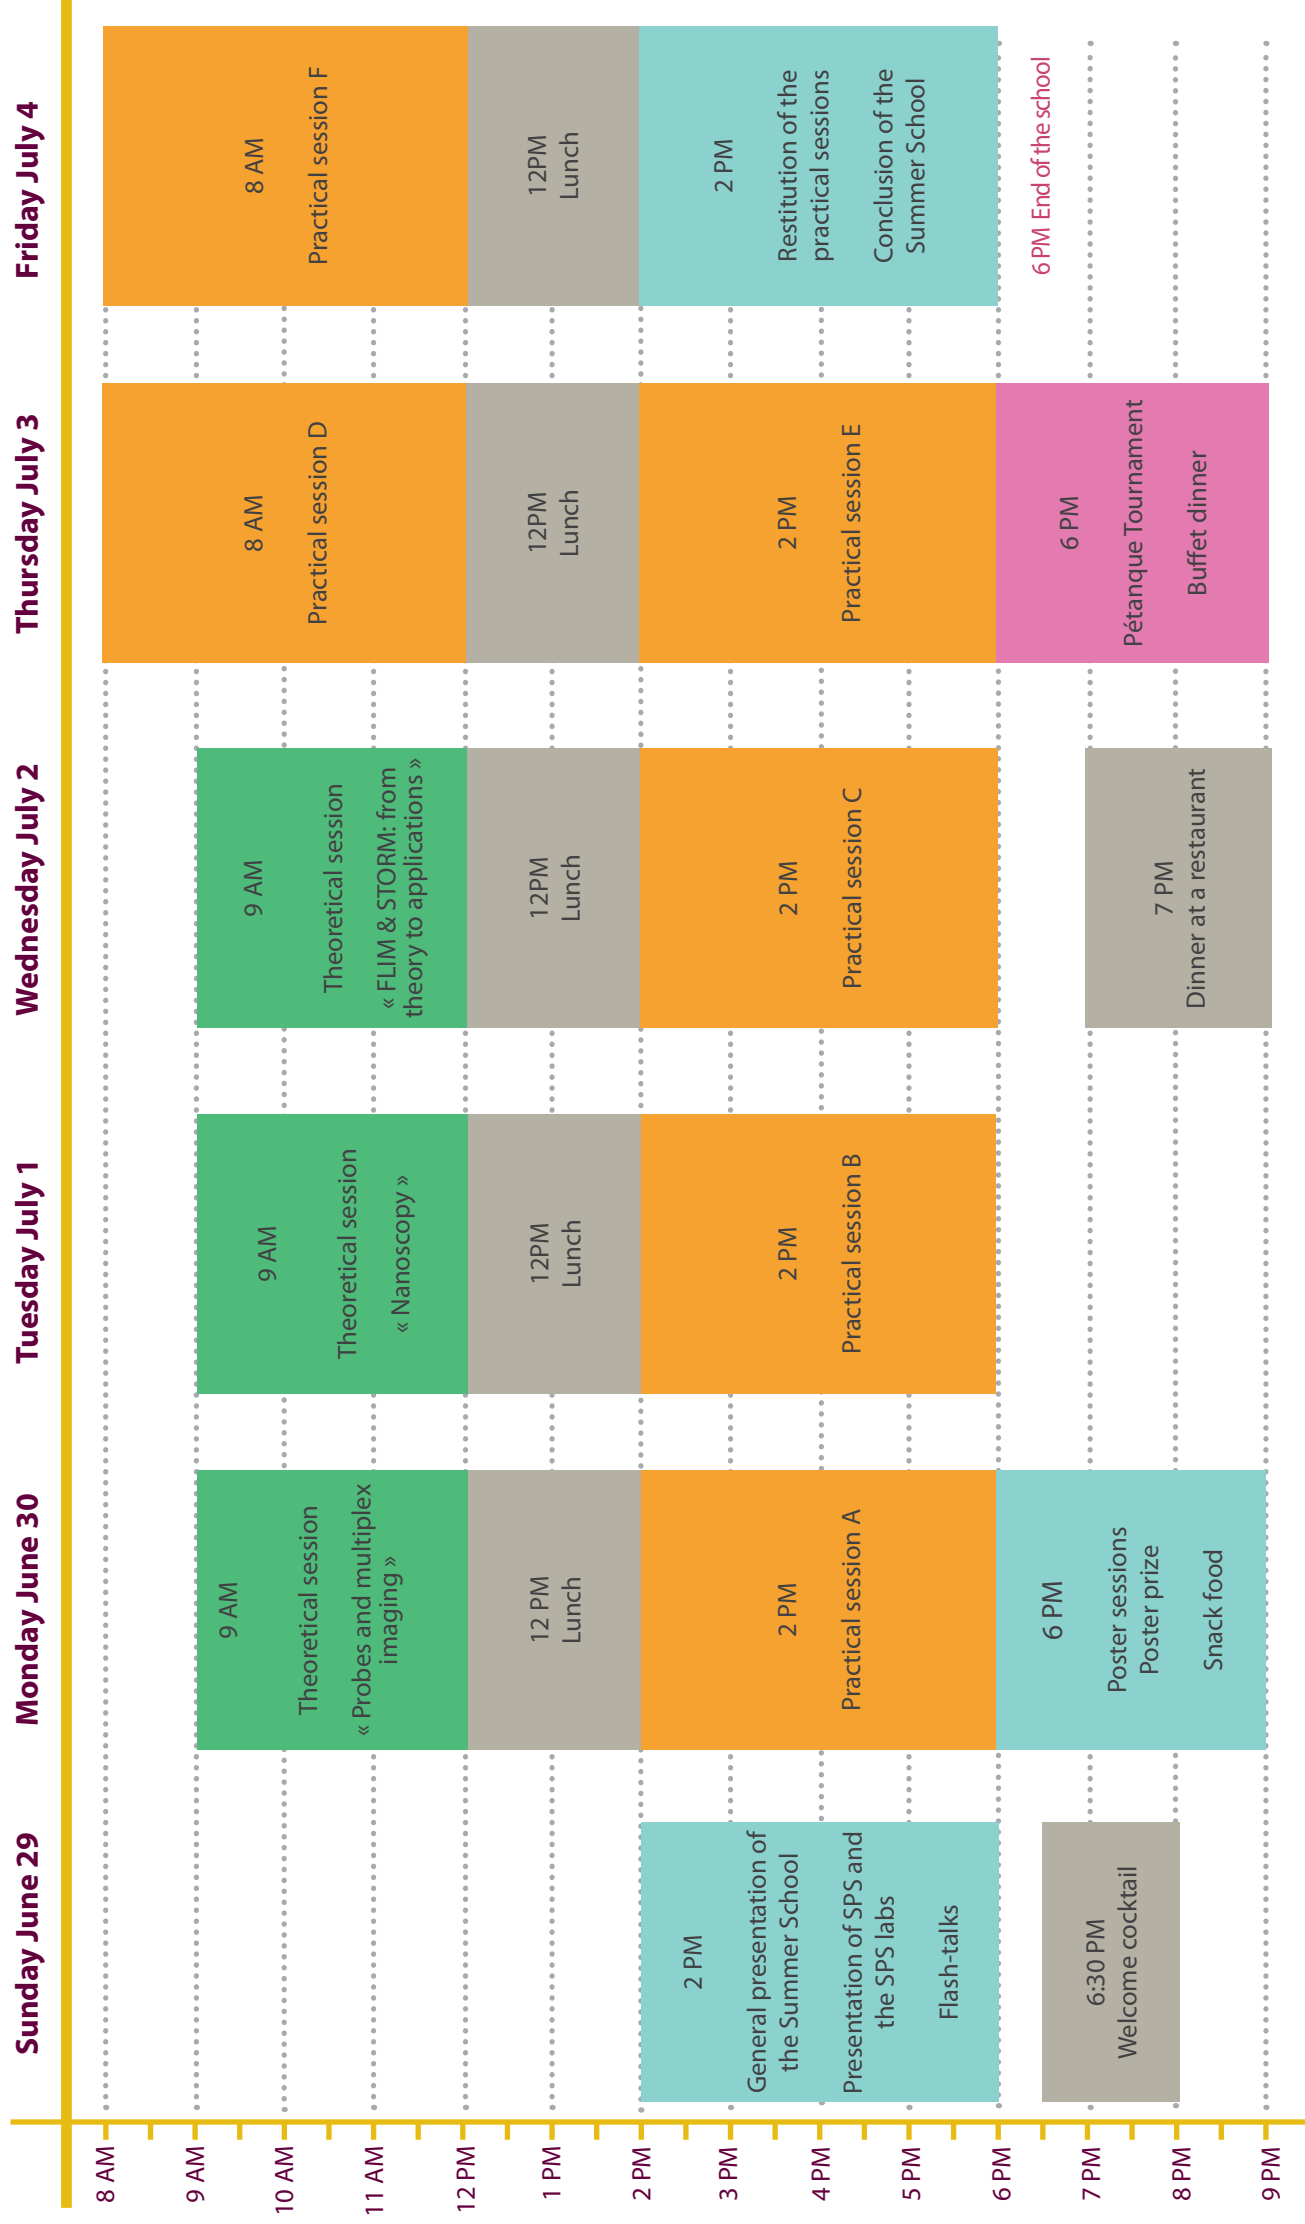 Sunday June 29
Monday June 30
Tuesday July 1
Wednesday July 2
Thursday July 3
Friday July 4
8 AM
9 AM
10 AM
11 AM
12 PM
1 PM
2 PM
3 PM
4 PM
5 PM
6 PM
7 PM
8 PM
9 PM
2 PM
General presentation of
the Summer School
Presentation of SPS and
the SPS labs
Flash-talks
6:30 PM
Welcome cocktail
9 AM
Theoretical session
« Probes and multiplex
imaging »
12 PM
Lunch
2 PM
Practical session A
6 PM
Poster sessions
Poster prize
Snack food
9 AM
Theoretical session
« Nanoscopy »
12PM
Lunch
2 PM
Practical session B
9 AM
Theoretical session
« FLIM & STORM: from
theory to applications »
12PM
Lunch
2 PM
Practical session C
7 PM
Dinner at a restaurant
8 AM
Practical session D
12PM
Lunch
2 PM
Practical session E
6 PM
Pétanque Tournament
Buffet dinner
8 AM
Practical session F
12PM
Lunch
2 PM
Restitution of the
practical sessions
Conclusion of the
Summer School
6 PM End of the school